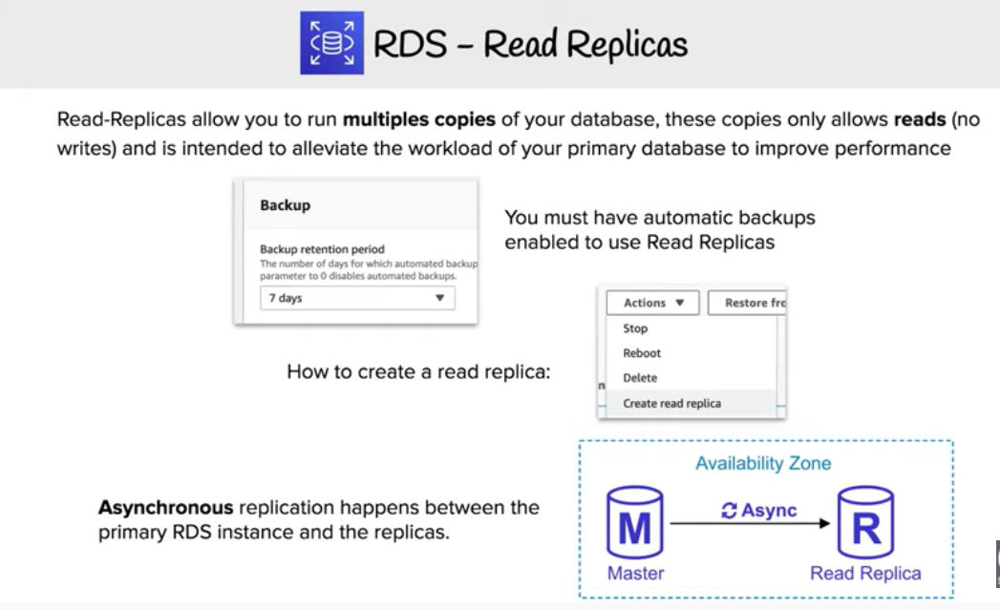 RDS – Read Replicas
Read-Replicas allow you to run multiples copies of your database, these copies only allows reads (no
writes) and is intended to alleviate the workload of your primary database to improve performance
Backup
Backup retention period
The number of days for which automated backup
parameter to 0 disables automated backups.
7 days
You must have automatic backups
enabled to use Read Replicas
How to create a read replica:
Actions
Restore fro
Stop
Reboot
Delete
n
Create read replica
Asynchronous replication happens between the
primary RDS instance and the replicas.
Availability Zone
Async
M
R
Master
Read Replica